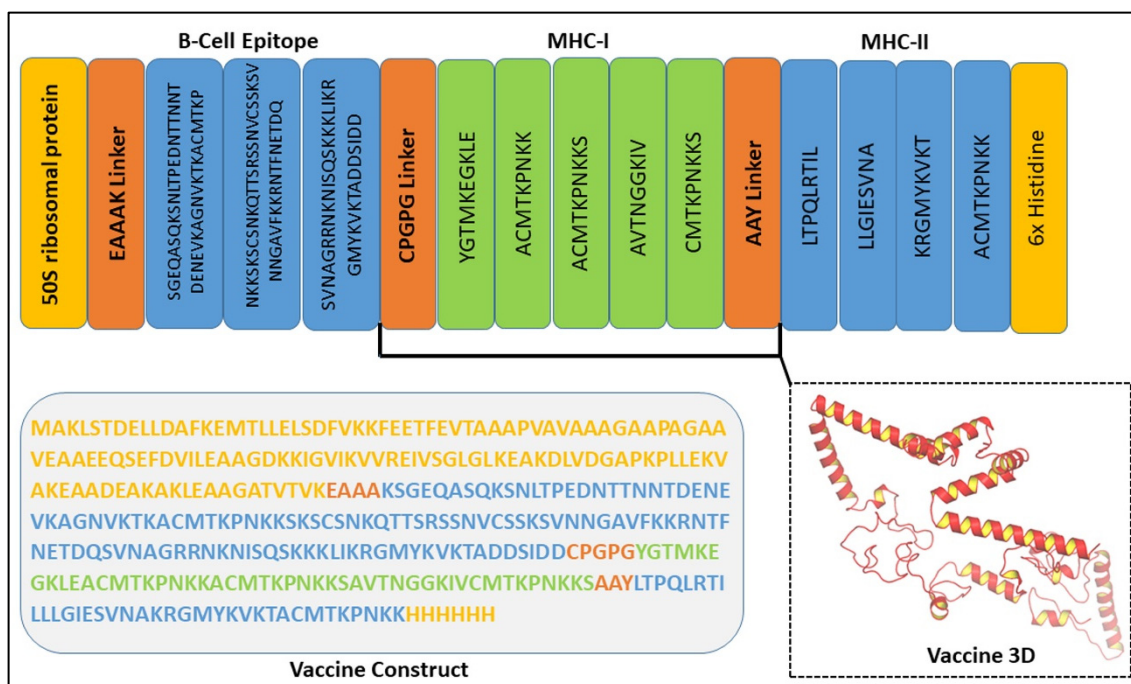 B-Cell Epitope
MHC-I
MHC-II
50S ribosomal protein
EAAAK Linker
SGEQASQKSNLTPEDNTTNNT
DENEVKAGNVKTKACMTKP
NKKSKSCSNKQTTSRSSNVCSSKSV
NNGAVFKKRNTFNETDQ
SVNAGRRNKNISQSKKKLIKR
GMYKVKTADDSIDD
CPGPG Linker
YGTMKEGKLE
ACMTKPNKK
ACMTKPNKKS
AVTNGGKIV
CMTKPNKKS
AAY Linker
LTPQLRTIL
LLGIESVNA
KRGMYKVKT
ACMTKPNKK
6x Histidine
MAKLSTDELLDAFKEMTLLELSDFVKKFEETFEVTAAAPVAVAAAGAAPAGAA
VEAAEEQSEFDVILEAAGDKKIGVIKVVREIVSGLGLKEAKDLVDGAPKPLLEKV
AKEAADEAKAKLEAAGATVTVKEAAAKSGEQASQKSNLTPEDNTTNNTDENE
VKAGNVKTKACMTKPNKKSKSCSNKQTTSRSSNVCSSKSVNNGAVFKKRNTF
NETDQSVNAGRRNKNISQSKKKLIKRGMYKVKTADDSIDDCPGPGYGTMKE
GKLEACMTKPNKKACMTKPNKKSAVTNGGKIVCMTKPNKKSAAYLTPQLRTI
LLLGIESVNAKRGMYKVKTACMTKPNKKHHHHHH
Vaccine Construct
Vaccine 3D